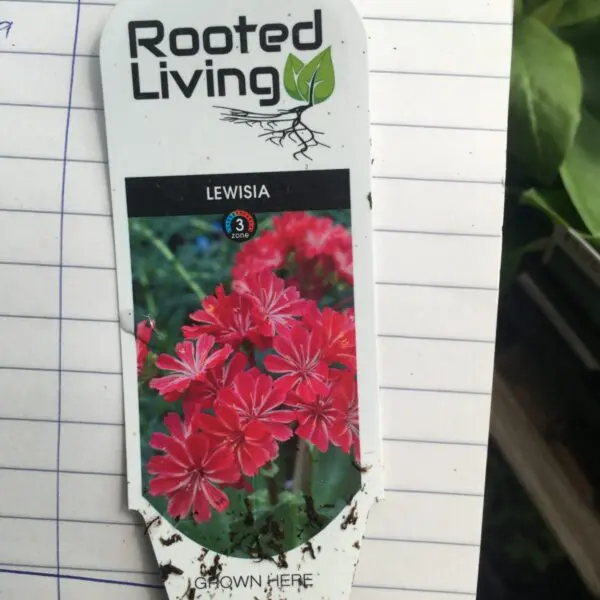 Rooted
Living
LEWISIA
3
zone
GROWN HERE